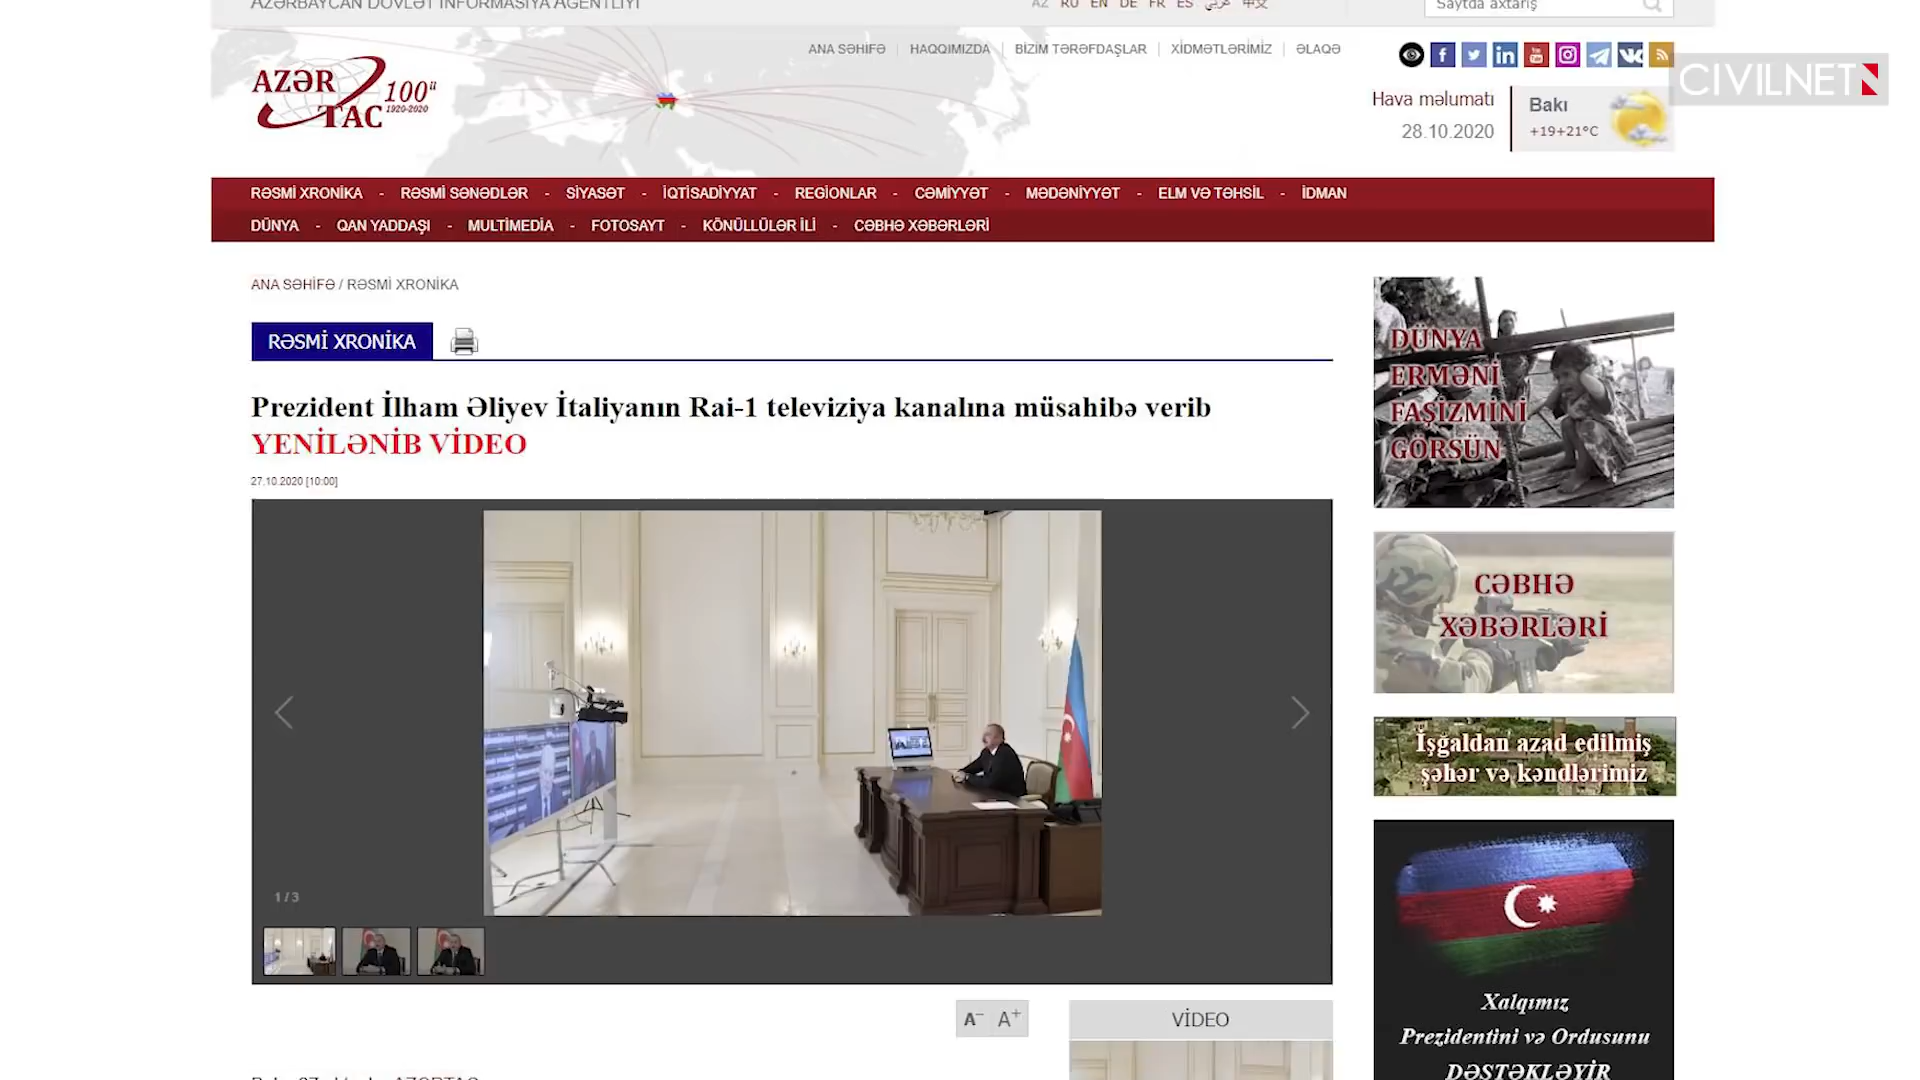 AZƏRBAYCAN DÖVLƏT İNFORMASİYA AGENTLİYİ
AZ RU EN DE FR ES عربي 中文
Saytda axtarış
ANA SƏHİFƏ | HAQQIMIZDA | BİZİM TƏRƏFDAŞLAR | XİDMƏTLƏRİMİZ | ƏLAQƏ
CIVILNET
AZƏR
TAC
100
1920-2020
Hava məlumatı
28.10.2020
Bakı
+19+21°C
RƏSMİ XRONİKA - RƏSMİ SƏNƏDLƏR - SİYASƏT - İQTİSADİYYAT - REGİONLAR - CƏMİYYƏT - MƏDƏNİYYƏT - ELM VƏ TƏHSİL - İDMAN
DÜNYA - QAN YADDAŞI - MULTİMEDİA - FOTOSAYT - KÖNÜLLÜLƏR İLİ - CƏBHƏ XƏBƏRLƏRİ
ANA SƏHİFƏ / RƏSMİ XRONİKA
RƏSMİ XRONİKA
Prezident İlham Əliyev İtaliyanın Rai-1 televiziya kanalına müsahibə verib
YENİLƏNİB VİDEO
27.10.2020 [10:00]
1 / 3
A- A+
VİDEO
DÜNYA
ERMƏNİ
FAŞİZMİNİ
GÖRSÜN
CƏBHƏ
XƏBƏRLƏRİ
İşğaldan azad edilmiş
şəhər və kəndlərimiz
Xalqımız
Prezidentini və Ordusunu
DƏSTƏKLƏYİR